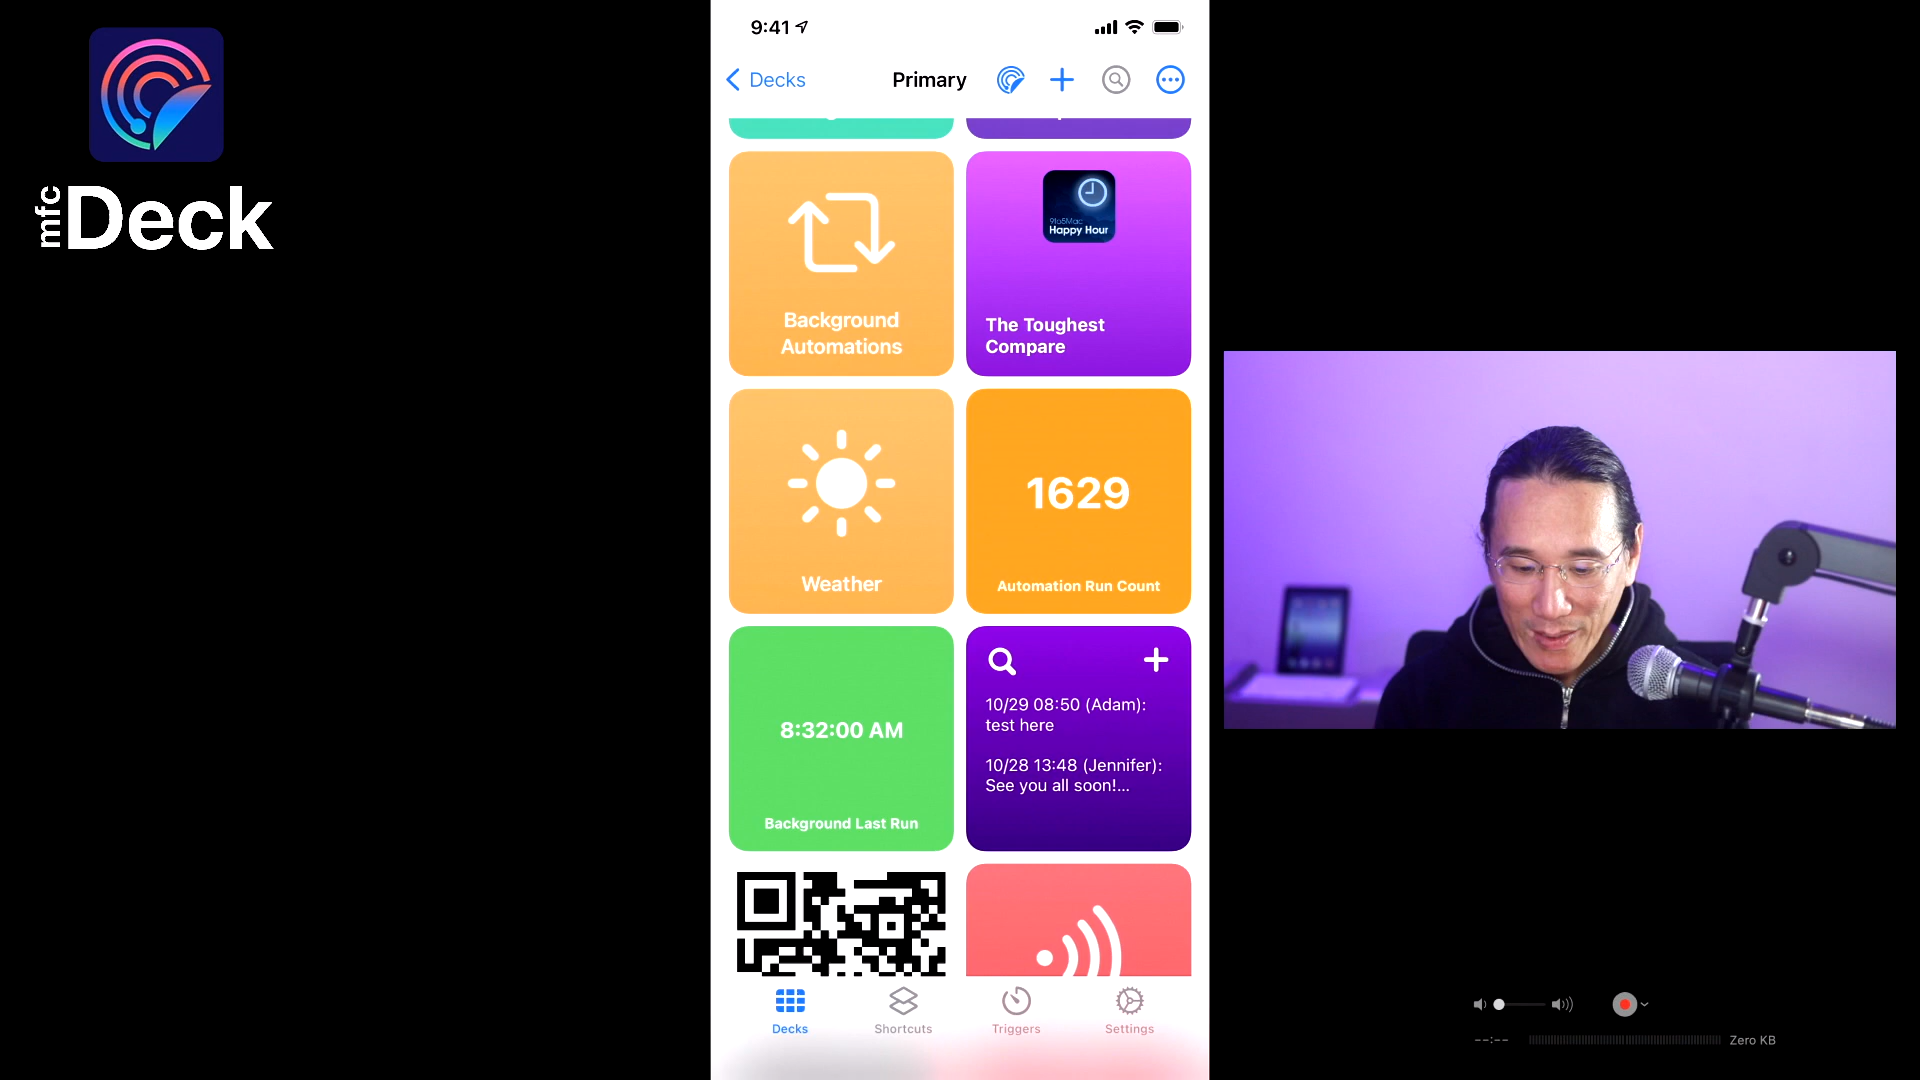 mfc
Deck
9:41
Decks
Primary
9to5Mac
Happy Hour
Background
Automations
The Toughest
Compare
1629
Weather
Automation Run Count
8:32:00 AM
Background Last Run
10/29 08:50 (Adam):
test here
10/28 13:48 (Jennifer):
See you all soon!...
Decks
Shortcuts
Triggers
Settings
--:--
Zero KB